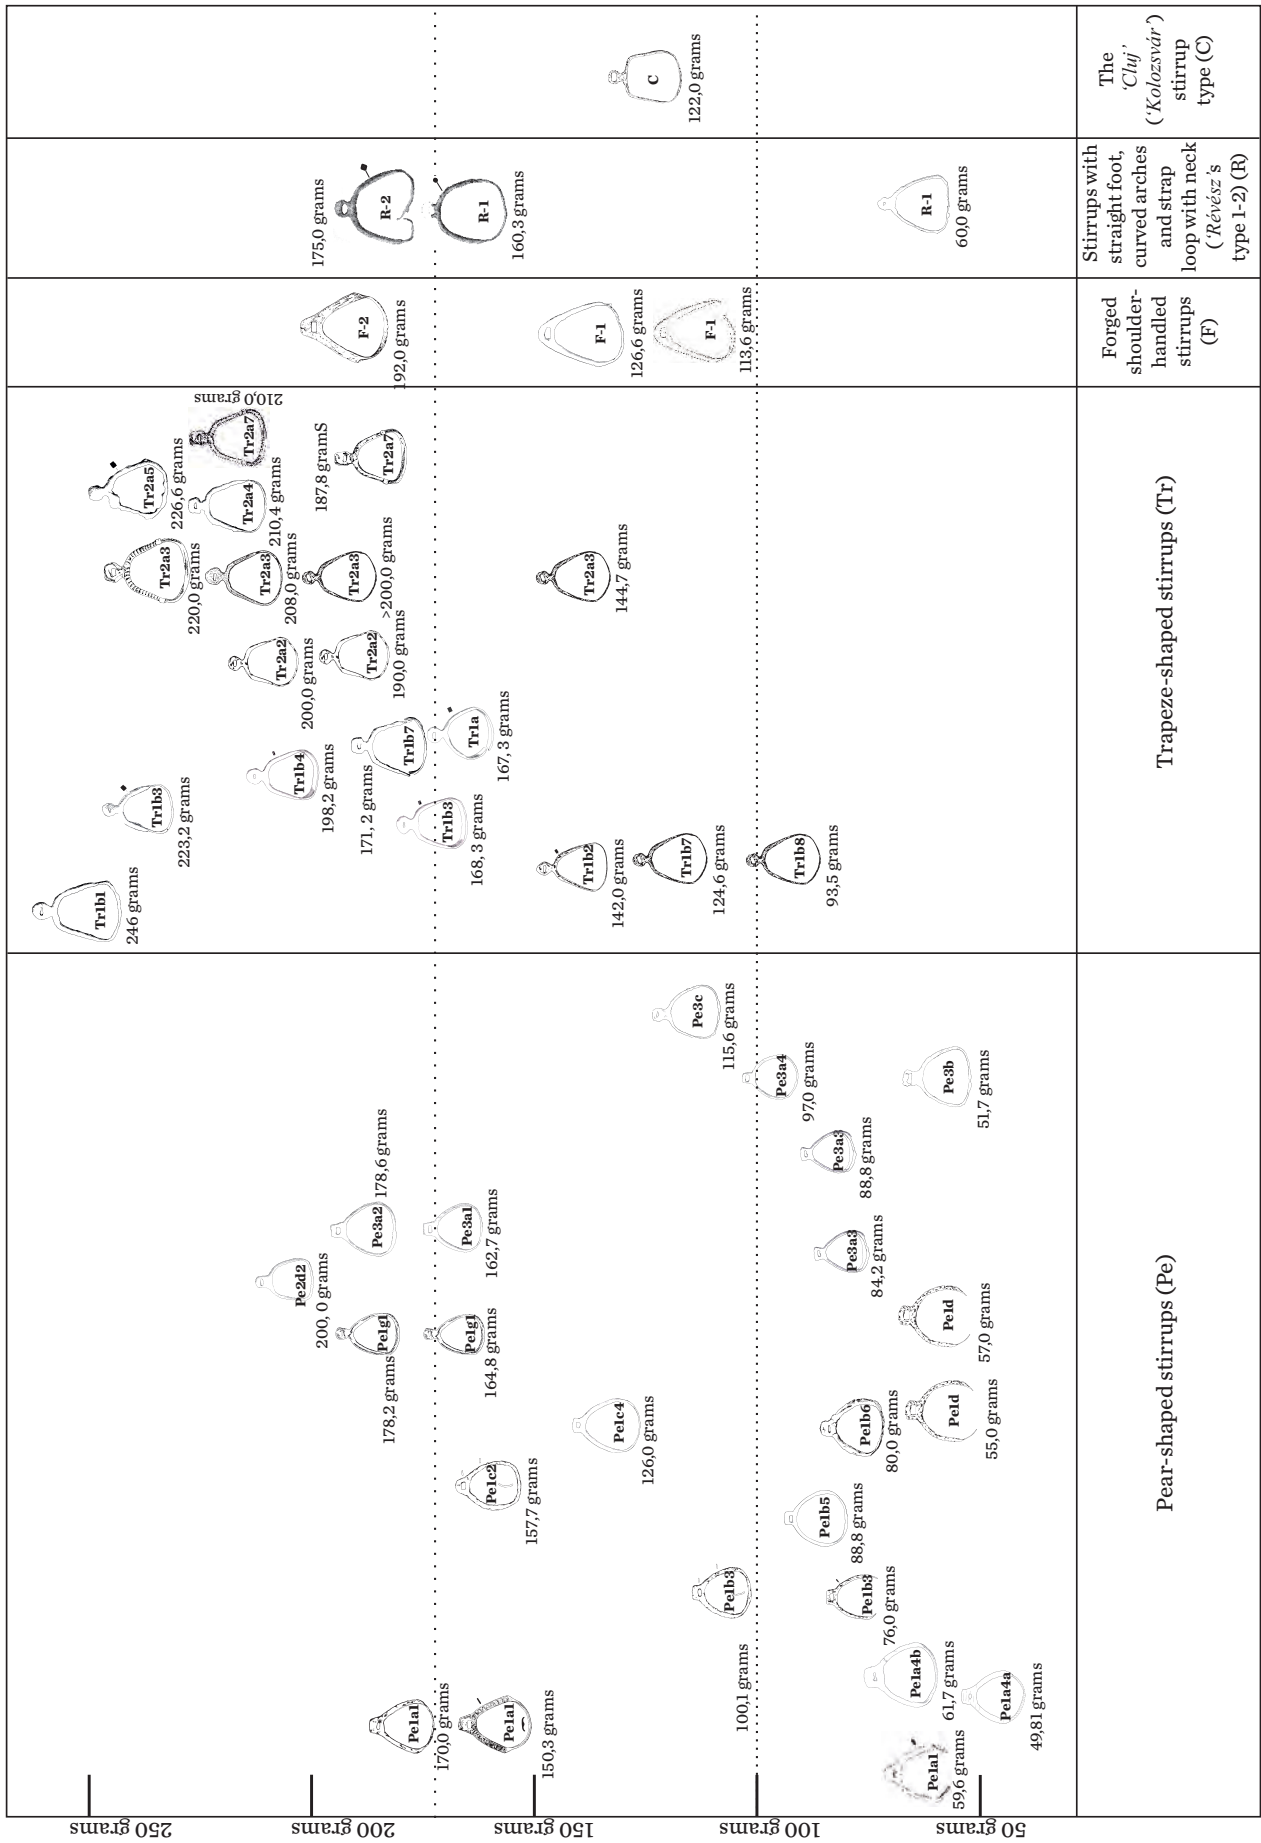 250 grams
200 grams
150 grams
100 grams
50 grams
Pe1a1
170,0 grams
Pe1a1
150,3 grams
Pe1a1
59,6 grams
Pe1a4b
61,7 grams
Pe1a4a
49,81 grams
Pe1b3
100,1 grams
Pe1b3
76,0 grams
Pe1b5
88,8 grams
Pe1c2
157,7 grams
Pe1c4
126,0 grams
Pe1b6
80,0 grams
Pe1d
55,0 grams
Pe1g1
178,2 grams
Pe1g1
164,8 grams
Pe1d
57,0 grams
Pe2d2
200, 0 grams
Pe3a2
178,6 grams
Pe3a1
162,7 grams
Pe3a3
84,2 grams
Pe3a3
88,8 grams
Pe3a4
97,0 grams
Pe3b
51,7 grams
Pe3c
115,6 grams
Tr1b1
246 grams
Tr1b3
223,2 grams
Tr1b4
198,2 grams
Tr1b7
171, 2 grams
Tr1b3
168, 3 grams
Tr1a
167, 3 grams
Tr1b2
142,0 grams
Tr1b7
124,6 grams
Tr1b8
93,5 grams
Tr2a2
200,0 grams
Tr2a2
190,0 grams
Tr2a3
220,0 grams
Tr2a3
208,0 grams
Tr2a3
>200,0 grams
Tr2a3
144,7 grams
Tr2a5
226,6 grams
Tr2a4
210,4 grams
Tr2a7
210,0 grams
Tr2a7
187,8 gramS
F-2
192,0 grams
F-1
126,6 grams
F-1
113,6 grams
R-2
175,0 grams
R-1
160,3 grams
R-1
60,0 grams
C
122,0 grams
Pear-shaped stirrups (Pe)
Trapeze-shaped stirrups (Tr)
Forged
shoulder-
handled
stirrups
(F)
Stirrups with
straight foot,
curved arches
and strap
loop with neck
('Révész's
type 1-2) (R)
The
'Cluj'
('Kolozsvár')
stirrup
type (C)